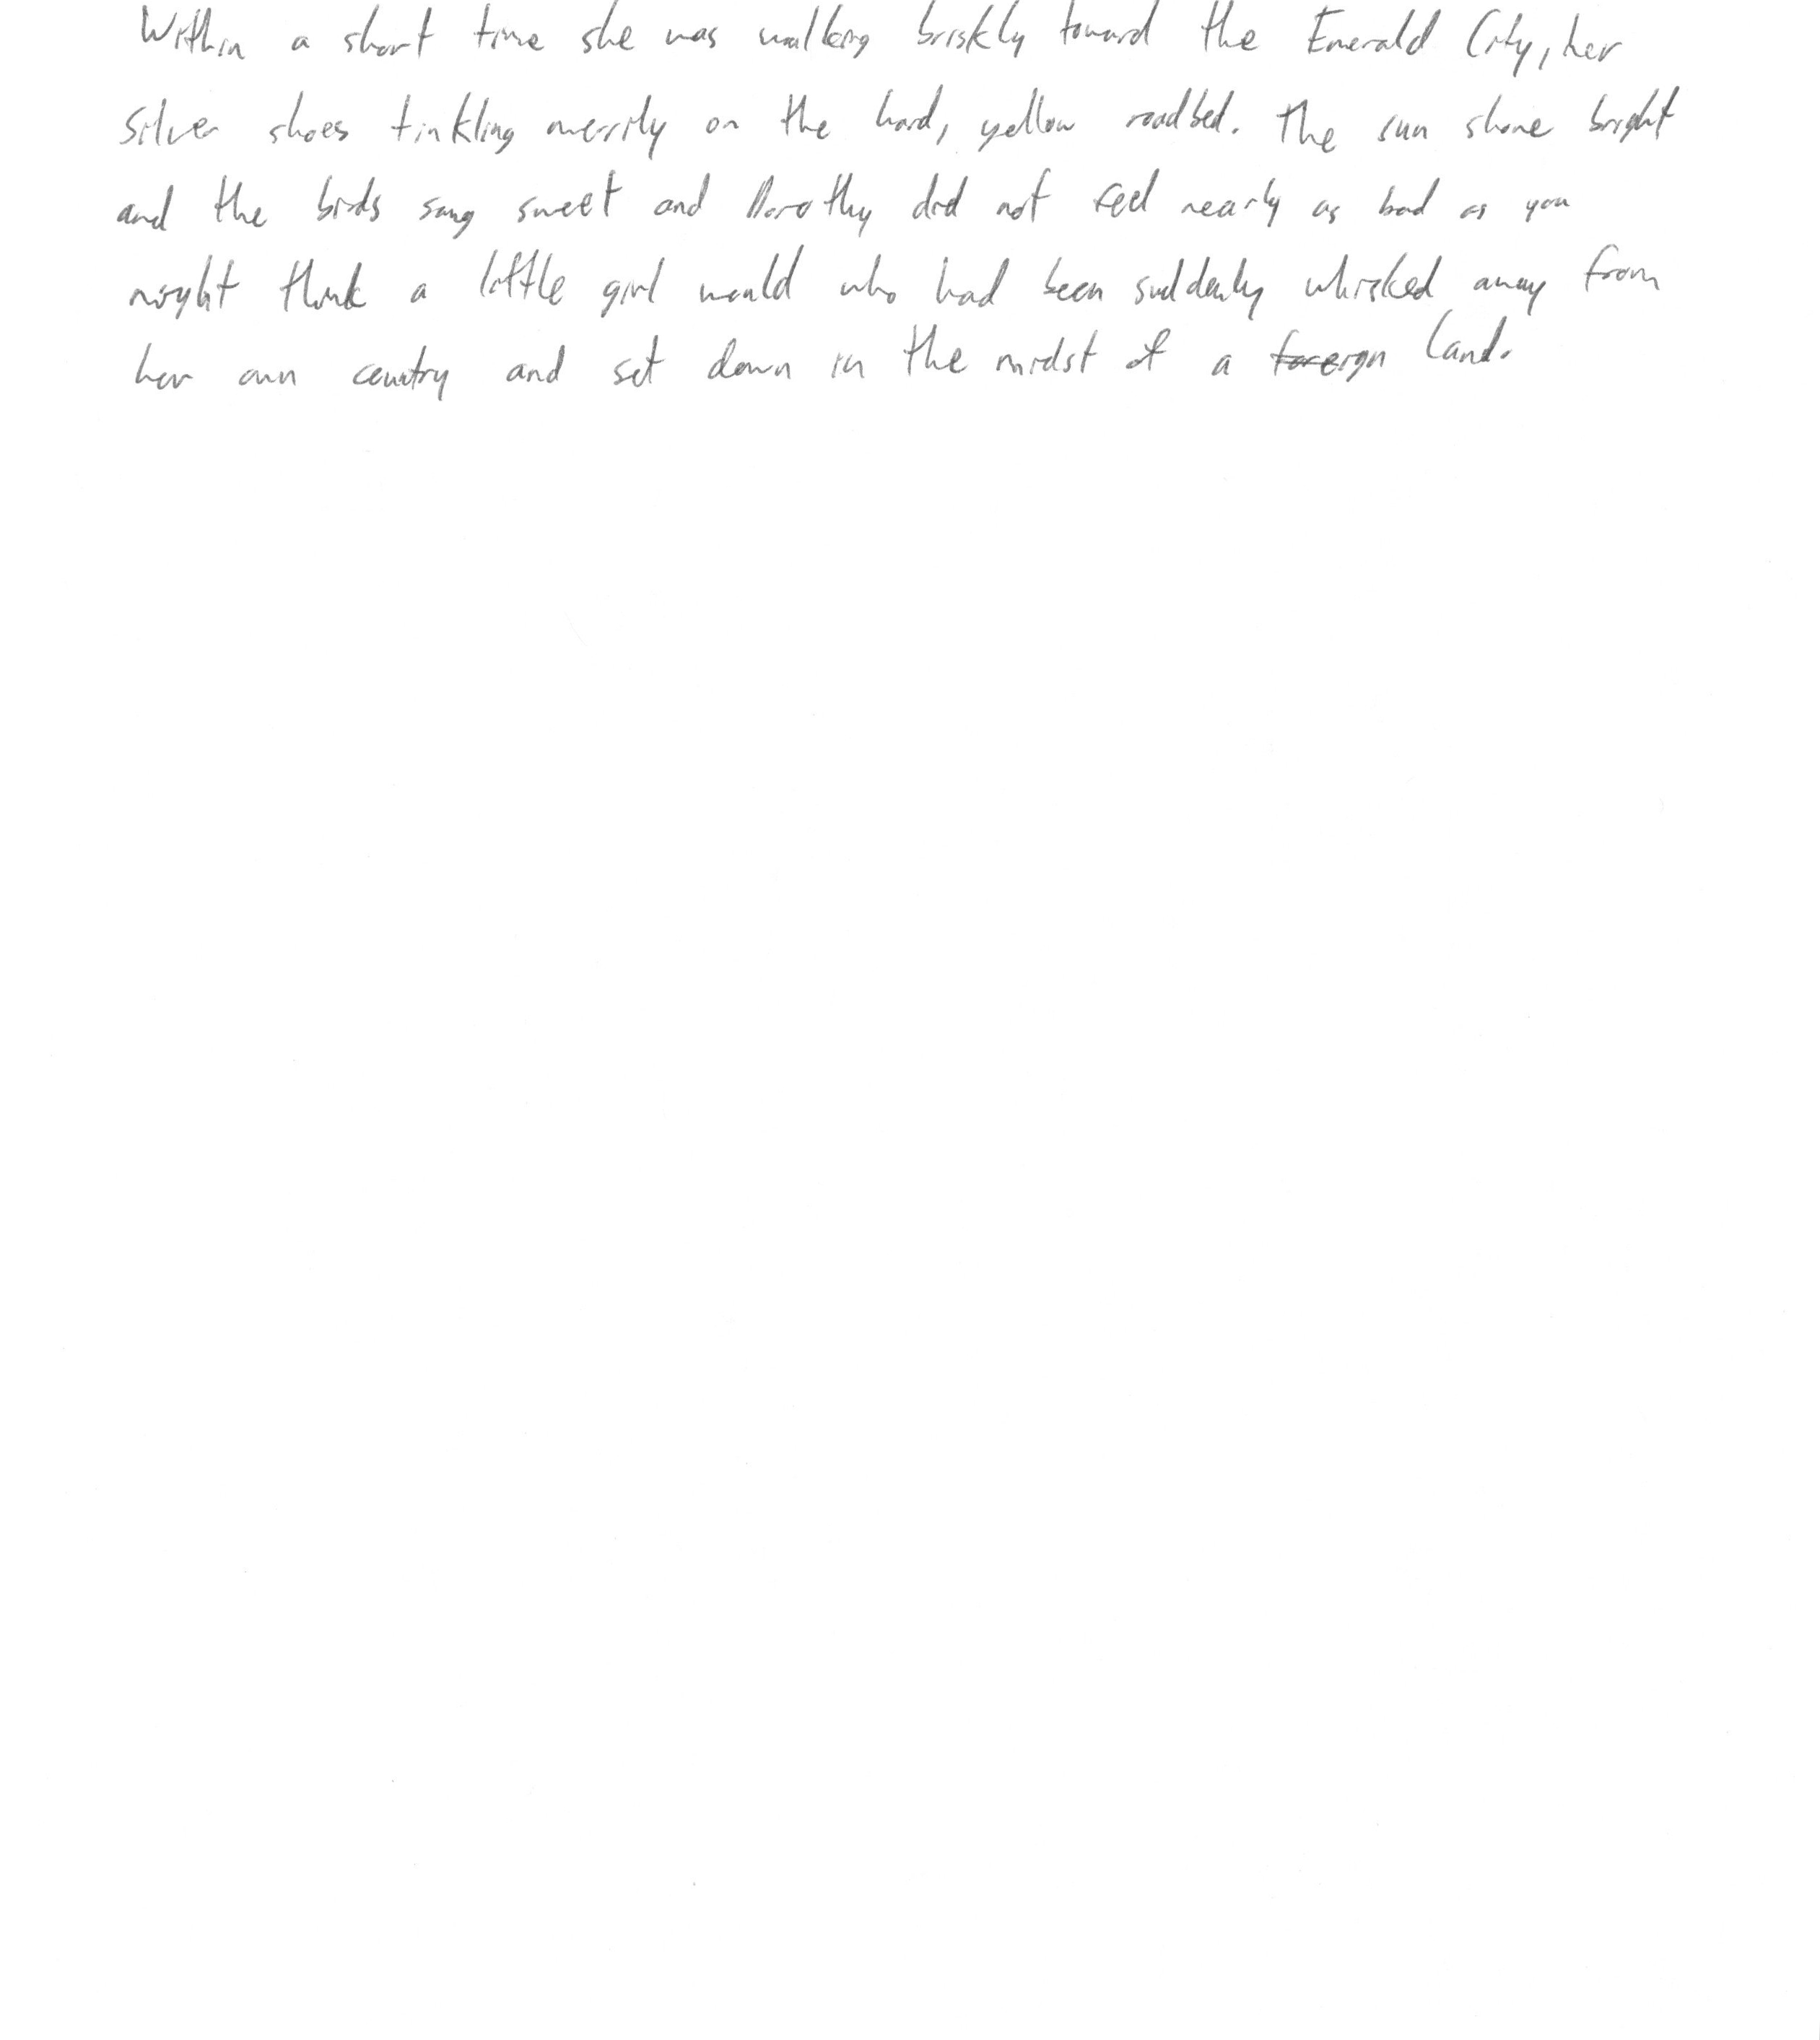 Within a short time she was walking briskly toward the Emerald City, her
Silver shoes tinkling merrily on the hard, yellow roadbed. The sun shone bright
and the birds sang sweet and Dorothy did not feel nearly as bad as you
might think a little girl would who had been suddenly whisked away from
her own country and set down in the midst of a foreign land.